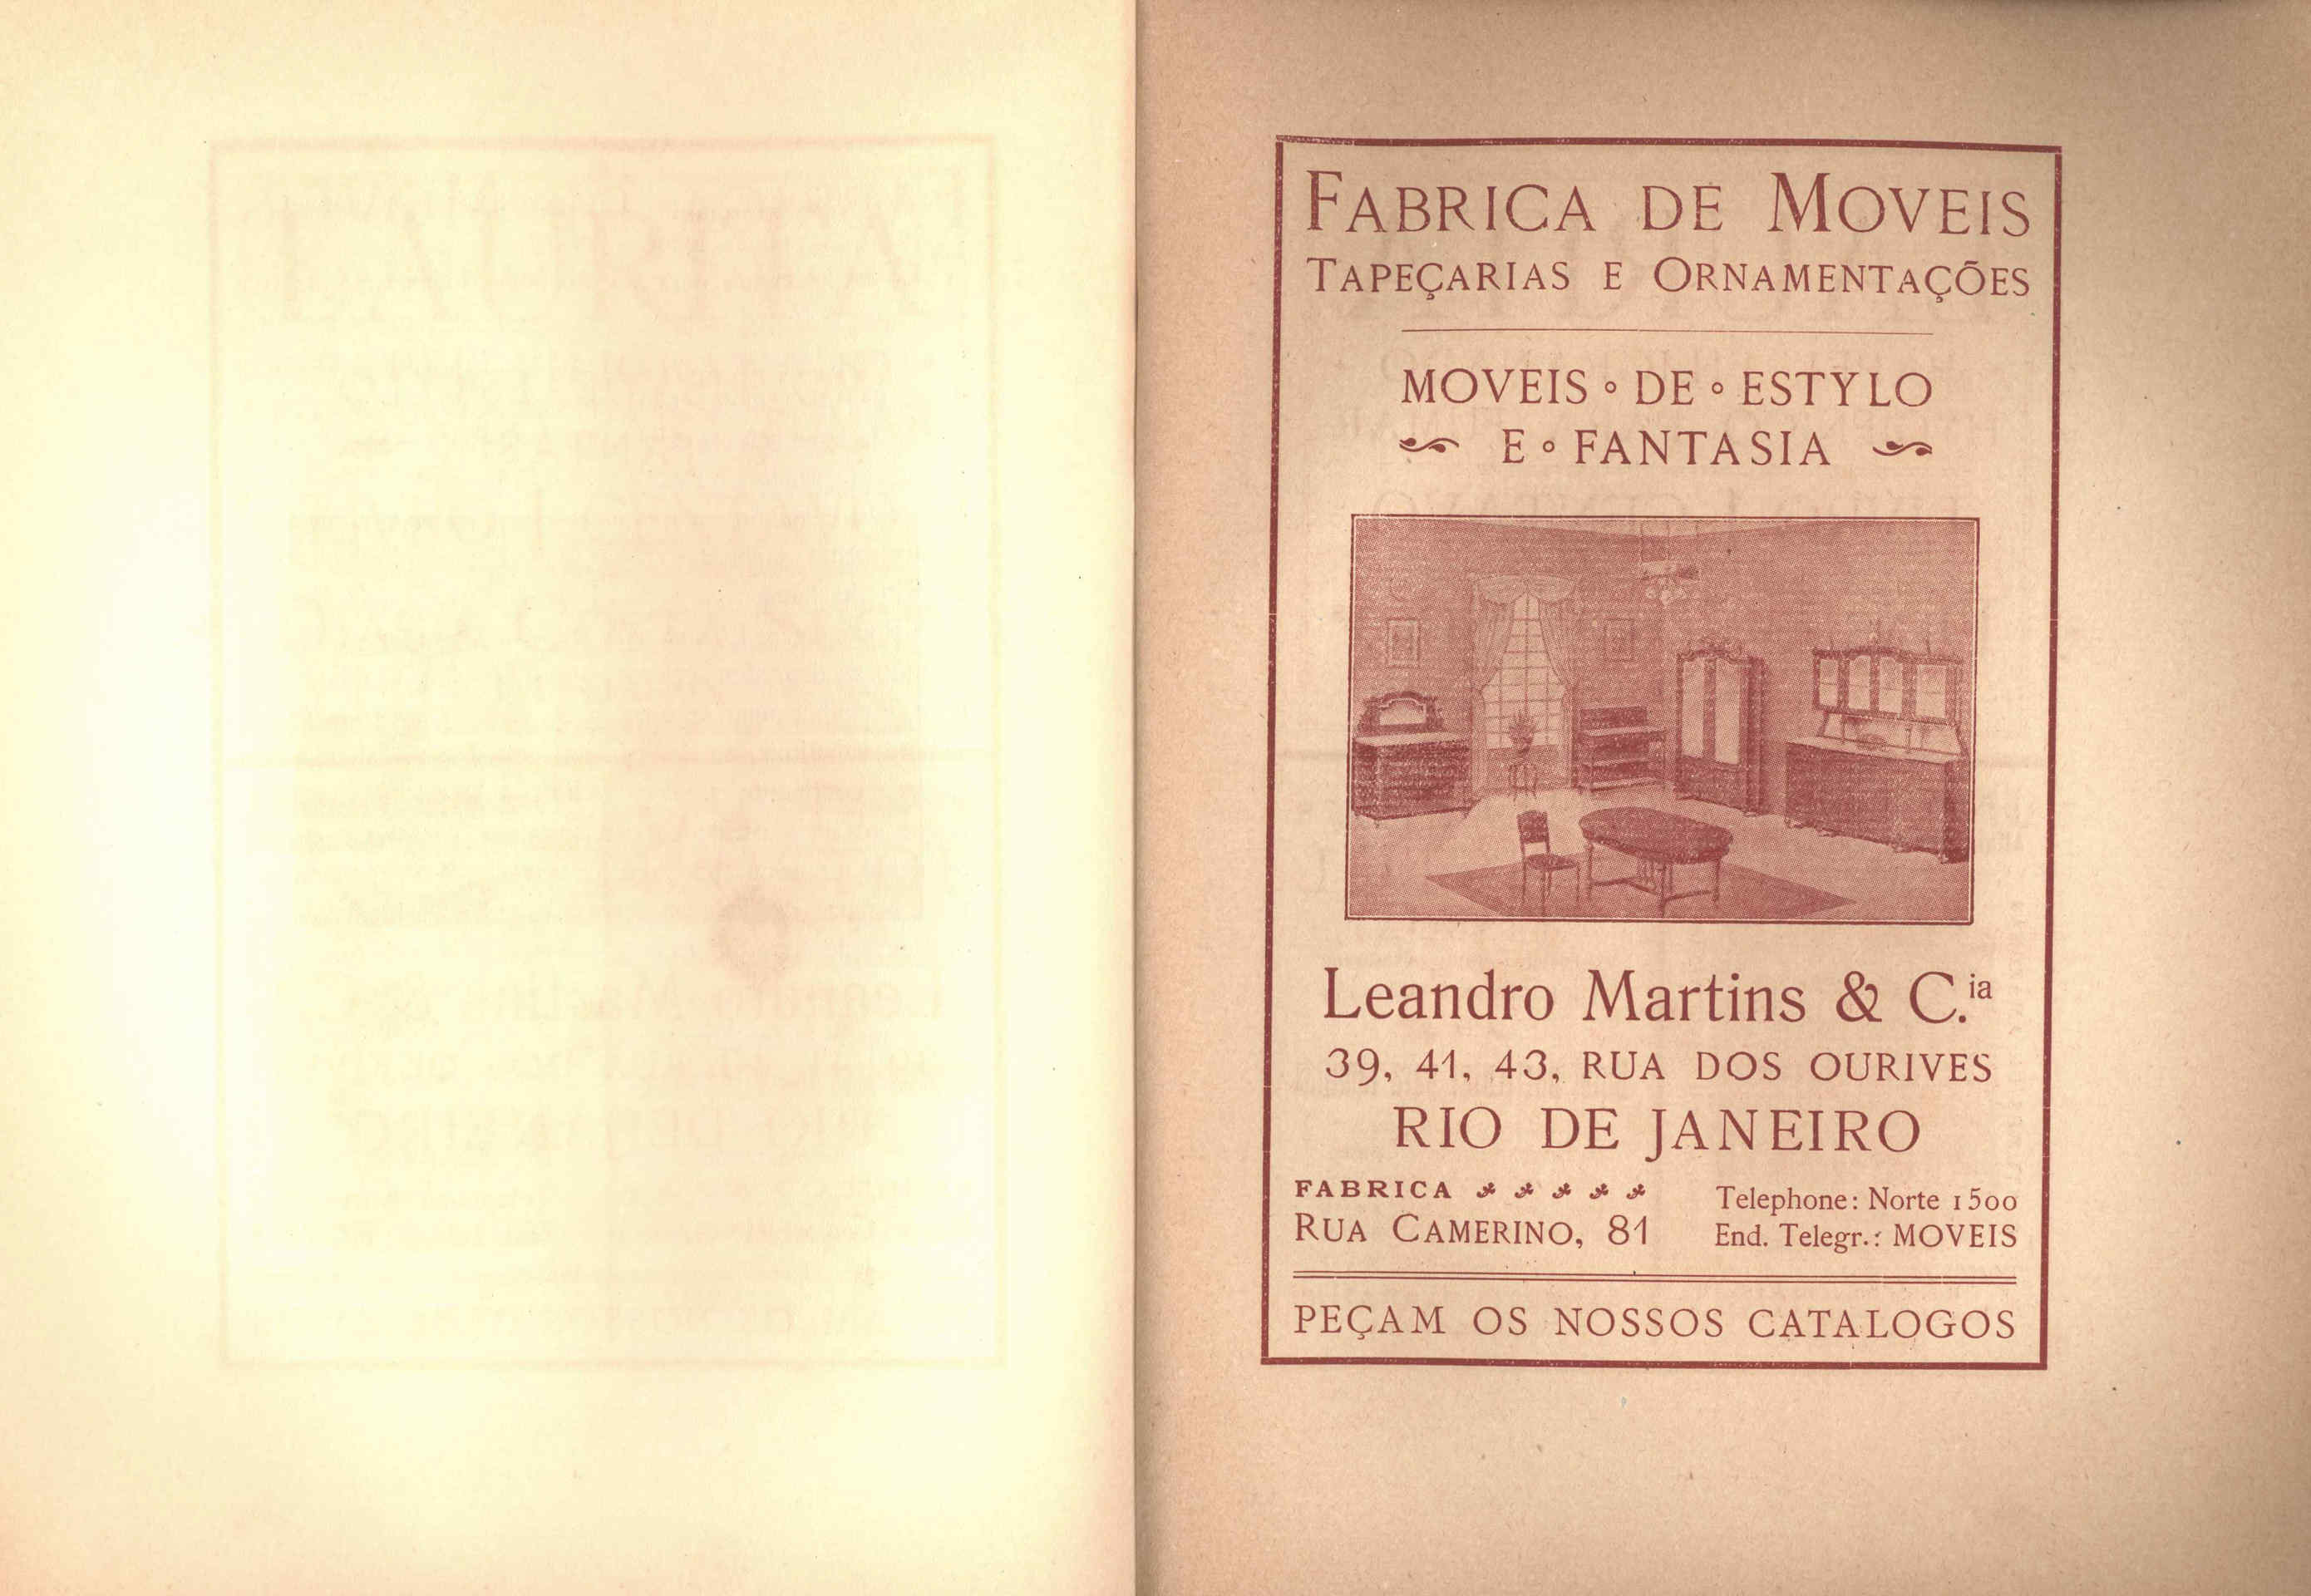 FABRICA DE MOVEIS
TAPEÇARIAS E ORNAMENTAÇÕES
MOVEIS ∘ DE ∘ ESTYLO
E ∘ FANTASIA
Leandro Martins & C.ia
39, 41, 43, RUA DOS OURIVES
RIO DE JANEIRO
FABRICA
RUA CAMERINO, 81
Telephone: Norte 1500
End. Telegr.: MOVEIS
PEÇAM OS NOSSOS CATALOGOS